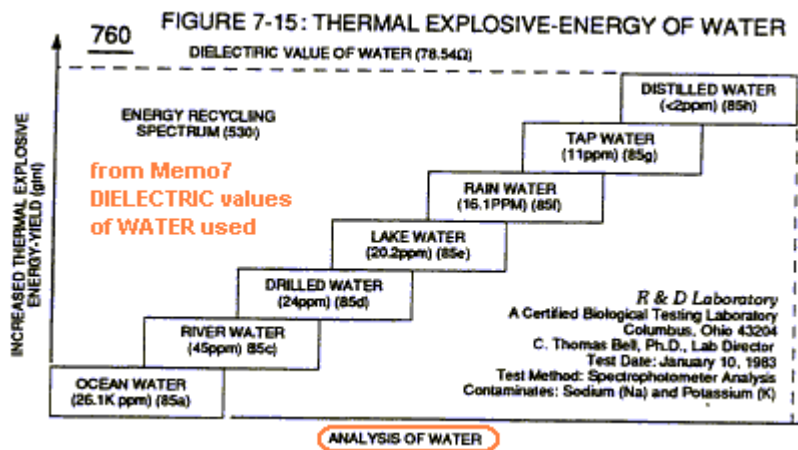 760
FIGURE 7-15: THERMAL EXPLOSIVE-ENERGY OF WATER
DIELECTRIC VALUE OF WATER (78.54Ω)
DISTILLED WATER
(<2ppm) (85h)
ENERGY RECYCLING
SPECTRUM (530i)
TAP WATER
(11ppm) (85g)
from Memo7
DIELECTRIC values
of WATER used
RAIN WATER
(16.1PPM) (85f)
LAKE WATER
(20.2ppm) (85e)
DRILLED WATER
(24ppm) (85d)
RIVER WATER
(45ppm) 85c)
OCEAN WATER
(26.1K ppm) (85a)
INCREASED THERMAL EXPLOSIVE
ENERGY-YIELD (gtnt)
R & D Laboratory
A Certified Biological Testing Laboratory
Columbus, Ohio 43204
C. Thomas Bell, Ph.D., Lab Director
Test Date: January 10, 1983
Test Method: Spectrophotometer Analysis
Contaminates: Sodium (Na) and Potassium (K)
ANALYSIS OF WATER